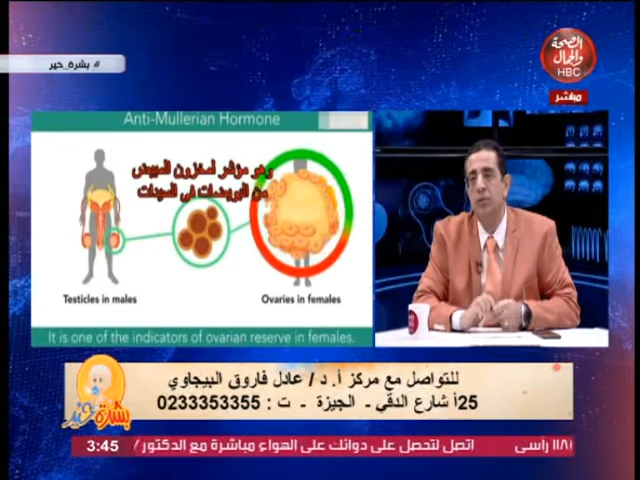 الصحة
والجمال
HBC
مباشر
# بشرة_خير
Anti-Mullerian Hormone
وهو مؤشر لمخزون المبيض
من البويضات في السيدات
Testicles in males
Ovaries in females
It is one of the indicators of ovarian reserve in females.
للتواصل مع مركز أ. د / عادل فاروق البيجاوي
25أ شارع الدقي - الجيزة - ت : 0233353355
بشرة خير
3:45
١١٨١ راسى اتصل لتحصل على دوائك على الهواء مباشرة مع الدكتور/